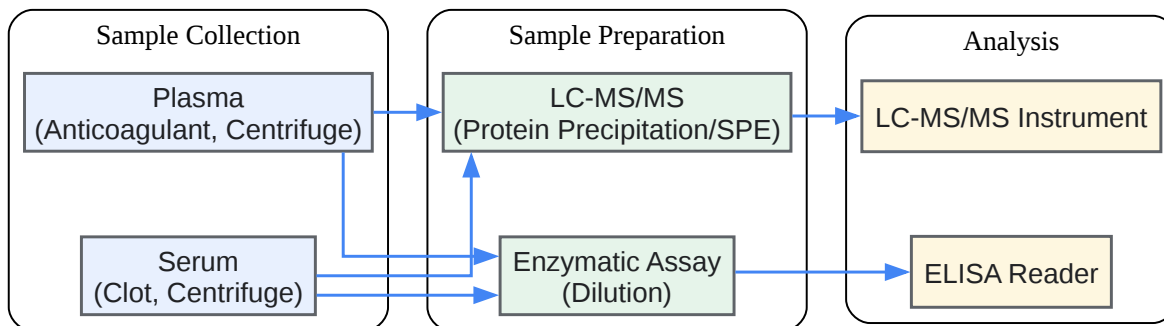 Sample Collection
Plasma
(Anticoagulant, Centrifuge)
Serum
(Clot, Centrifuge)
Sample Preparation
LC-MS/MS
(Protein Precipitation/SPE)
Enzymatic Assay
(Dilution)
Analysis
LC-MS/MS Instrument
ELISA Reader